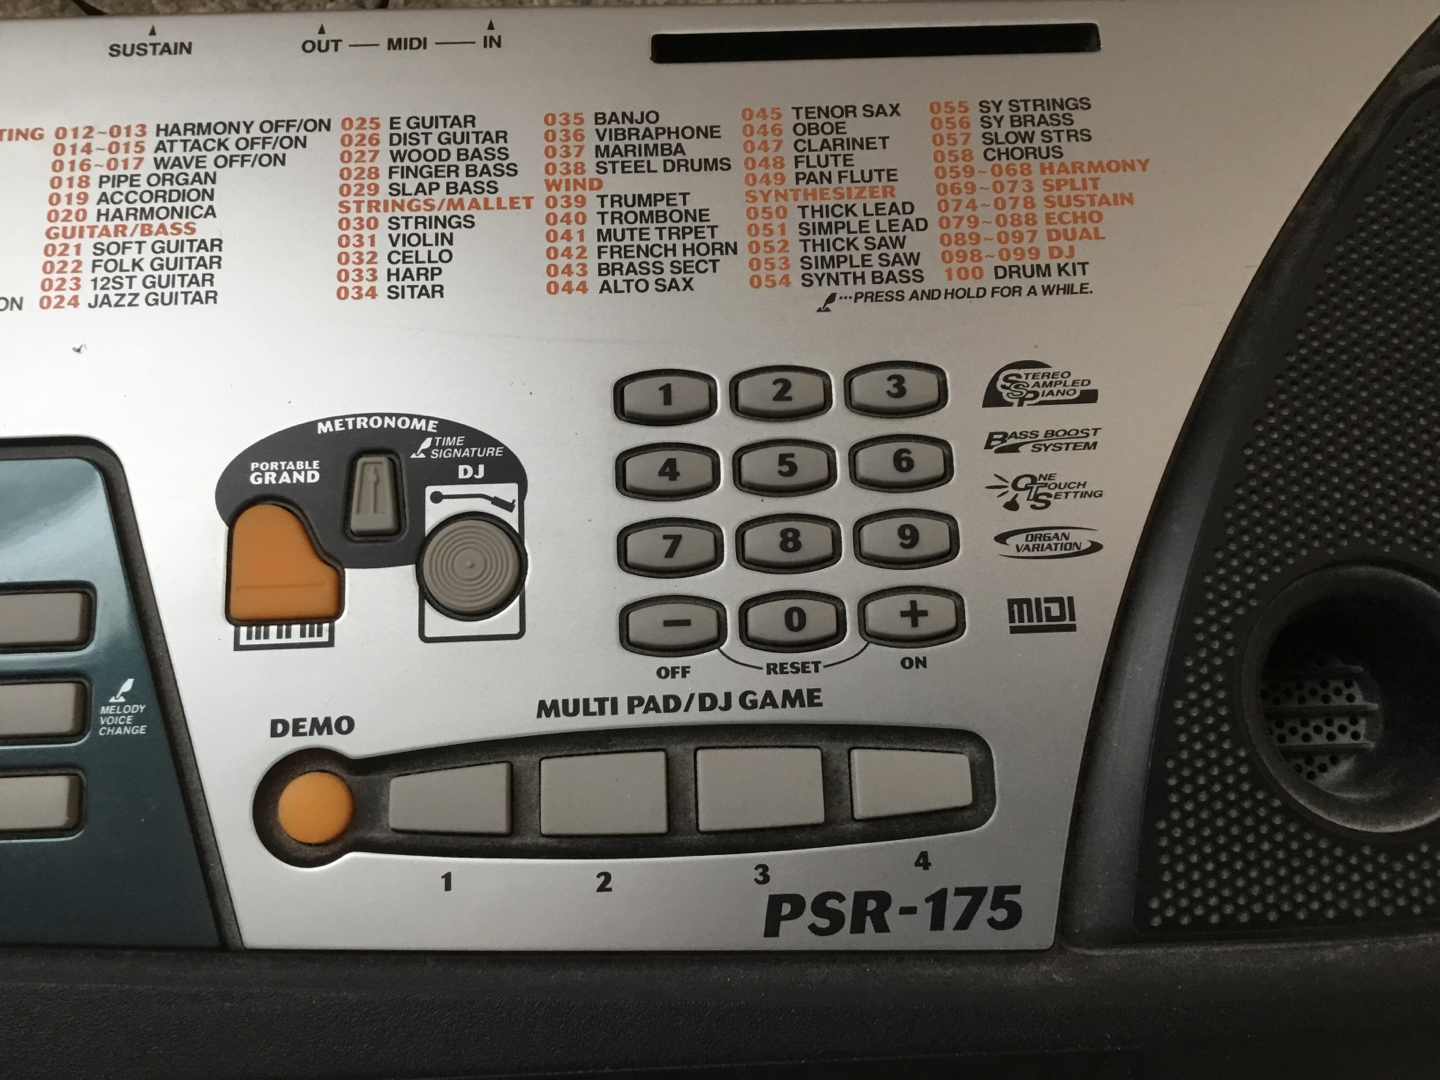 SUSTAIN
OUT — MIDI — IN
TING
012~013 HARMONY OFF/ON
014~015 ATTACK OFF/ON
016~017 WAVE OFF/ON
018 PIPE ORGAN
019 ACCORDION
020 HARMONICA
GUITAR/BASS
021 SOFT GUITAR
022 FOLK GUITAR
023 12ST GUITAR
ON
024 JAZZ GUITAR
025 E GUITAR
026 DIST GUITAR
027 WOOD BASS
028 FINGER BASS
029 SLAP BASS
STRINGS/MALLET
030 STRINGS
031 VIOLIN
032 CELLO
033 HARP
034 SITAR
035 BANJO
036 VIBRAPHONE
037 MARIMBA
038 STEEL DRUMS
WIND
039 TRUMPET
040 TROMBONE
041 MUTE TRPET
042 FRENCH HORN
043 BRASS SECT
044 ALTO SAX
045 TENOR SAX
046 OBOE
047 CLARINET
048 FLUTE
049 PAN FLUTE
SYNTHESIZER
050 THICK LEAD
051 SIMPLE LEAD
052 THICK SAW
053 SIMPLE SAW
054 SYNTH BASS
055 SY STRINGS
056 SY BRASS
057 SLOW STRS
058 CHORUS
059~068 HARMONY
069~073 SPLIT
074~078 SUSTAIN
079~088 ECHO
089~097 DUAL
098~099 DJ
100 DRUM KIT
···PRESS AND HOLD FOR A WHILE.
METRONOME
TIME
SIGNATURE
PORTABLE
GRAND
DJ
1 2 3
4 5 6
7 8 9
− 0 +
OFF RESET ON
STEREO
SAMPLED
PIANO
BASS BOOST
SYSTEM
ONE
TOUCH
SETTING
ORGAN
VARIATION
MIDI
MELODY
VOICE
CHANGE
DEMO
MULTI PAD/DJ GAME
1 2 3 4
PSR-175